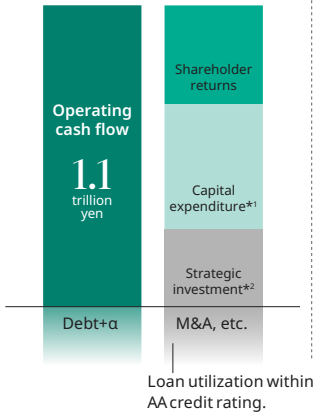 Operating
cash flow
1.1
trillion
yen
Debt+α
Shareholder
returns
Capital
expenditure*1
Strategic
investment*2
M&A, etc.
Loan utilization within
AA credit rating.